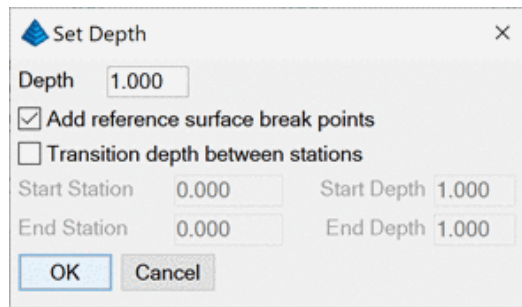 Set Depth
Depth 1.000
Add reference surface break points
Transition depth between stations
Start Station 0.000 Start Depth 1.000
End Station 0.000 End Depth 1.000
OK Cancel